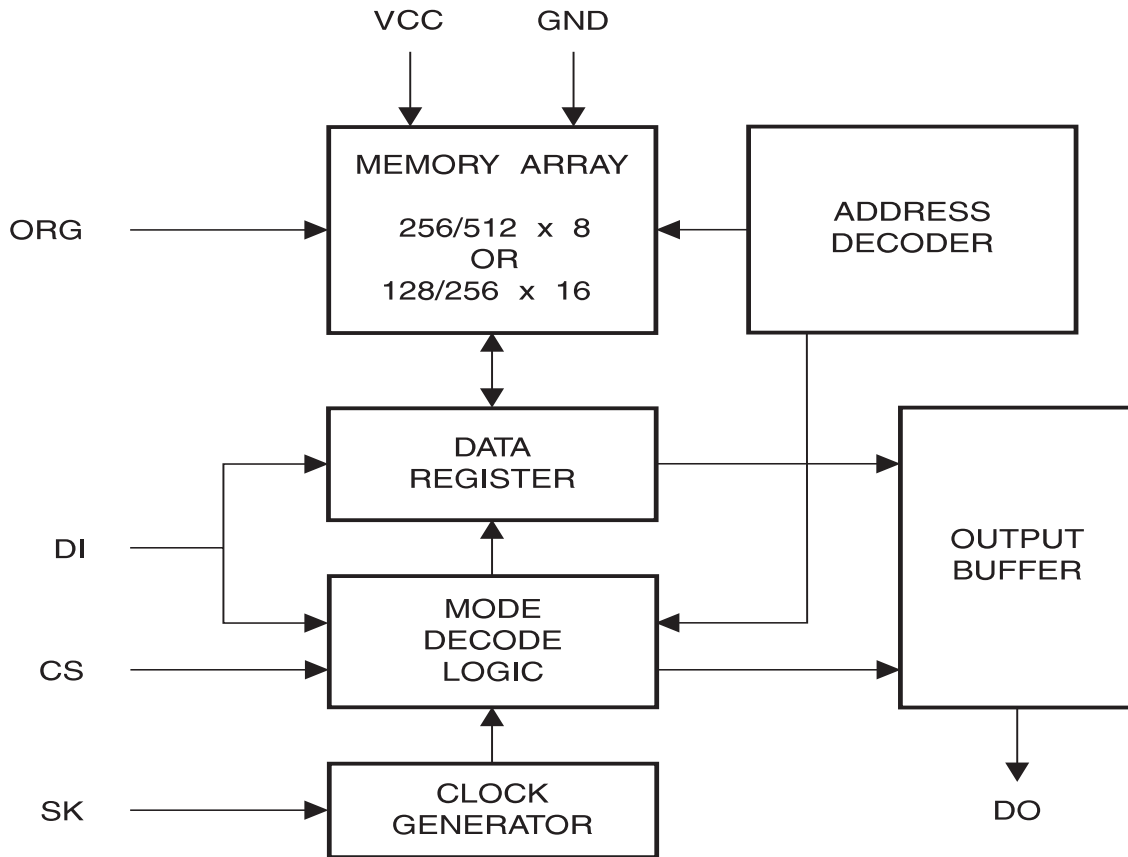 VCC
GND
MEMORY ARRAY
256/512 x 8
OR
128/256 x 16
ORG
ADDRESS
DECODER
DATA
REGISTER
DI
OUTPUT
BUFFER
MODE
DECODE
LOGIC
CS
CLOCK
GENERATOR
SK
DO